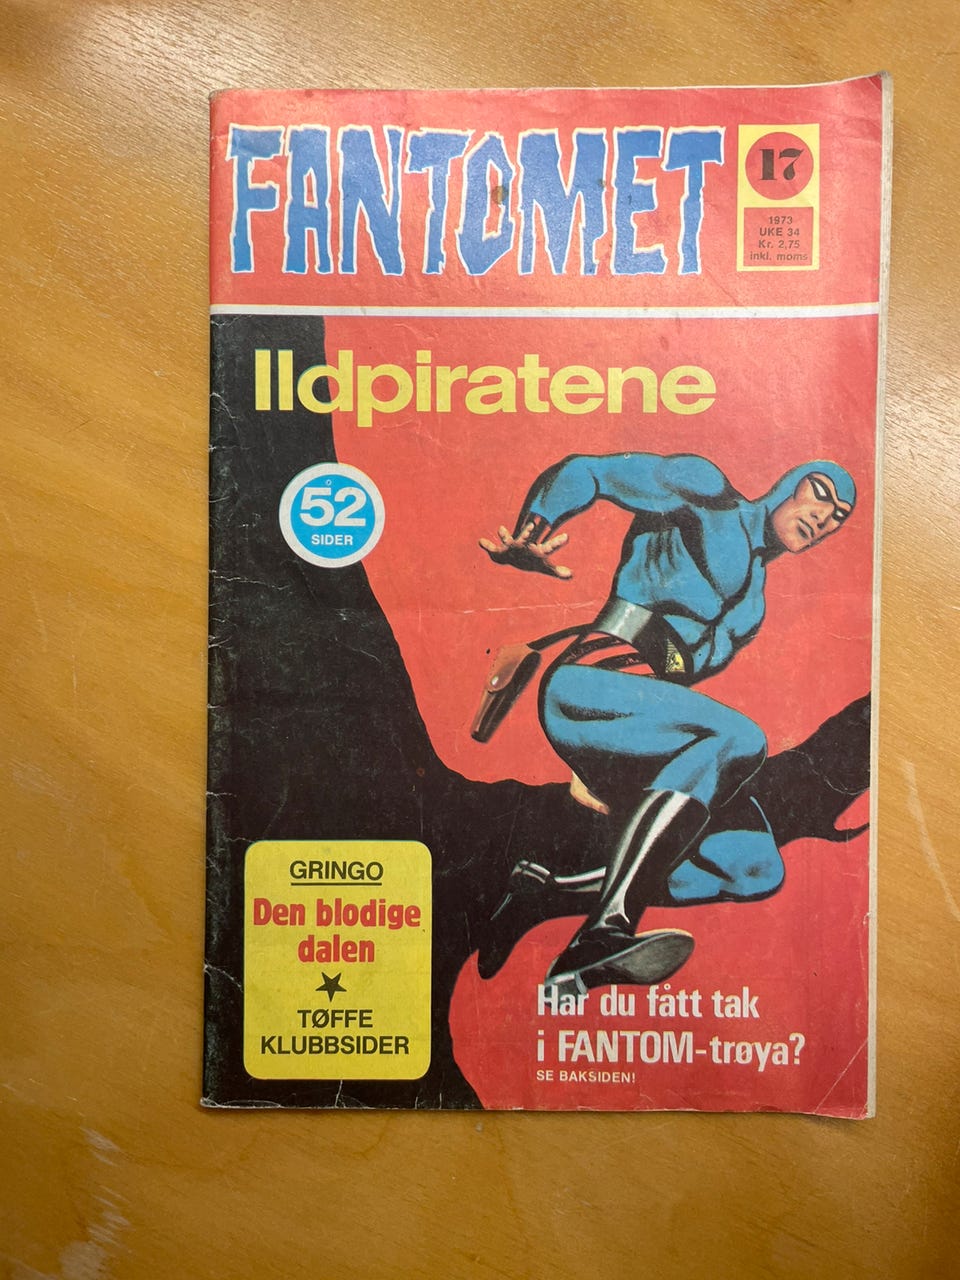 FANTOMET
17
1973
UKE 34
Kr. 2,75
inkl. moms
Ildpiratene
52
SIDER
GRINGO
Den blodige
dalen
TØFFE
KLUBBSIDER
Har du fått tak
i FANTOM-trøya?
SE BAKSIDEN!